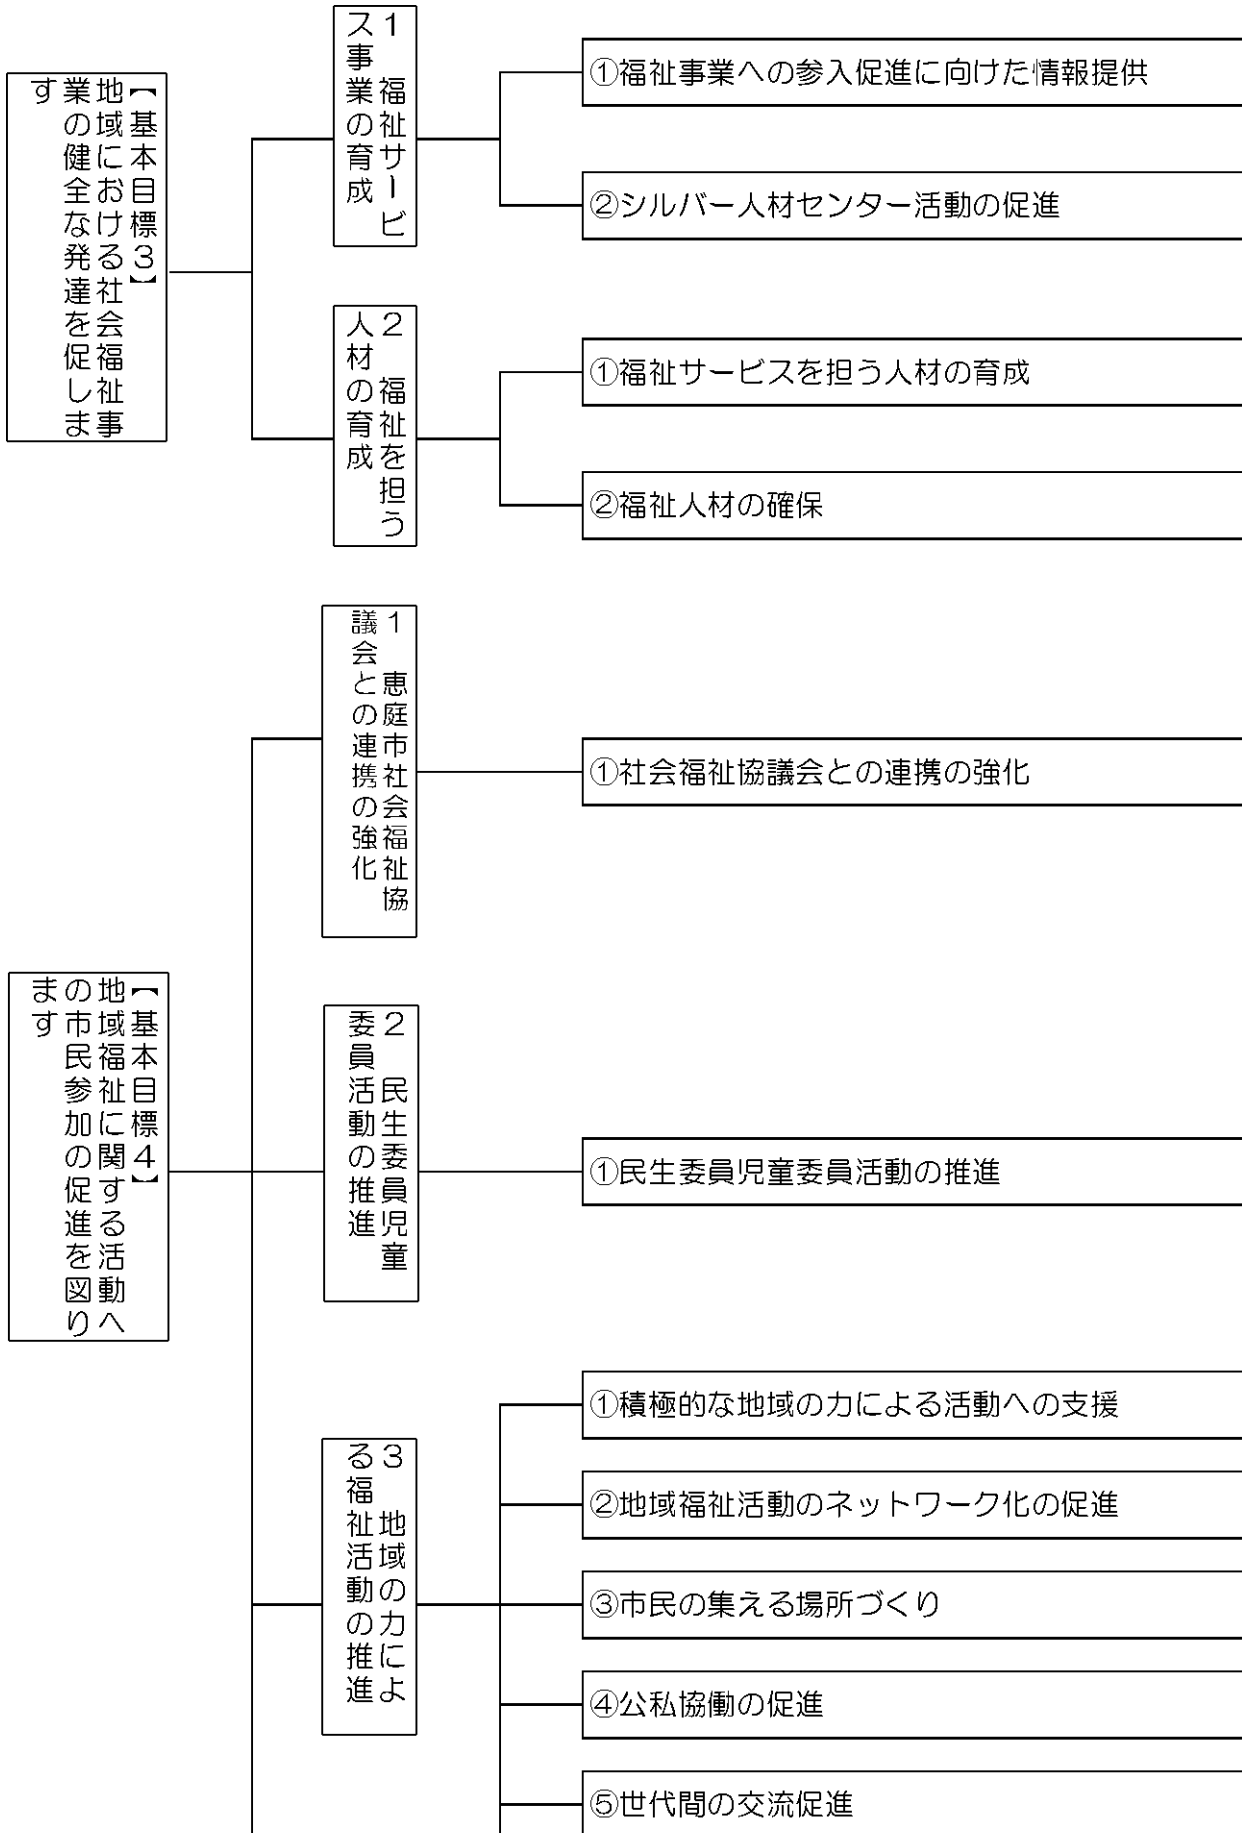 【基本目標３】
地域における社会福祉事
業の健全な発達を促しま
す
１　福祉サービ
ス事業の育成
①福祉事業への参入促進に向けた情報提供
②シルバー人材センター活動の促進
２　福祉を担う
人材の育成
①福祉サービスを担う人材の育成
②福祉人材の確保
【基本目標４】
地域福祉に関する活動へ
の市民参加の促進を図り
ます
１　恵庭市社会福祉協
議会との連携の強化
①社会福祉協議会との連携の強化
２　民生委員児童
委員活動の推進
①民生委員児童委員活動の推進
３　地域の力によ
る福祉活動の推進
①積極的な地域の力による活動への支援
②地域福祉活動のネットワーク化の促進
③市民の集える場所づくり
④公私協働の促進
⑤世代間の交流促進